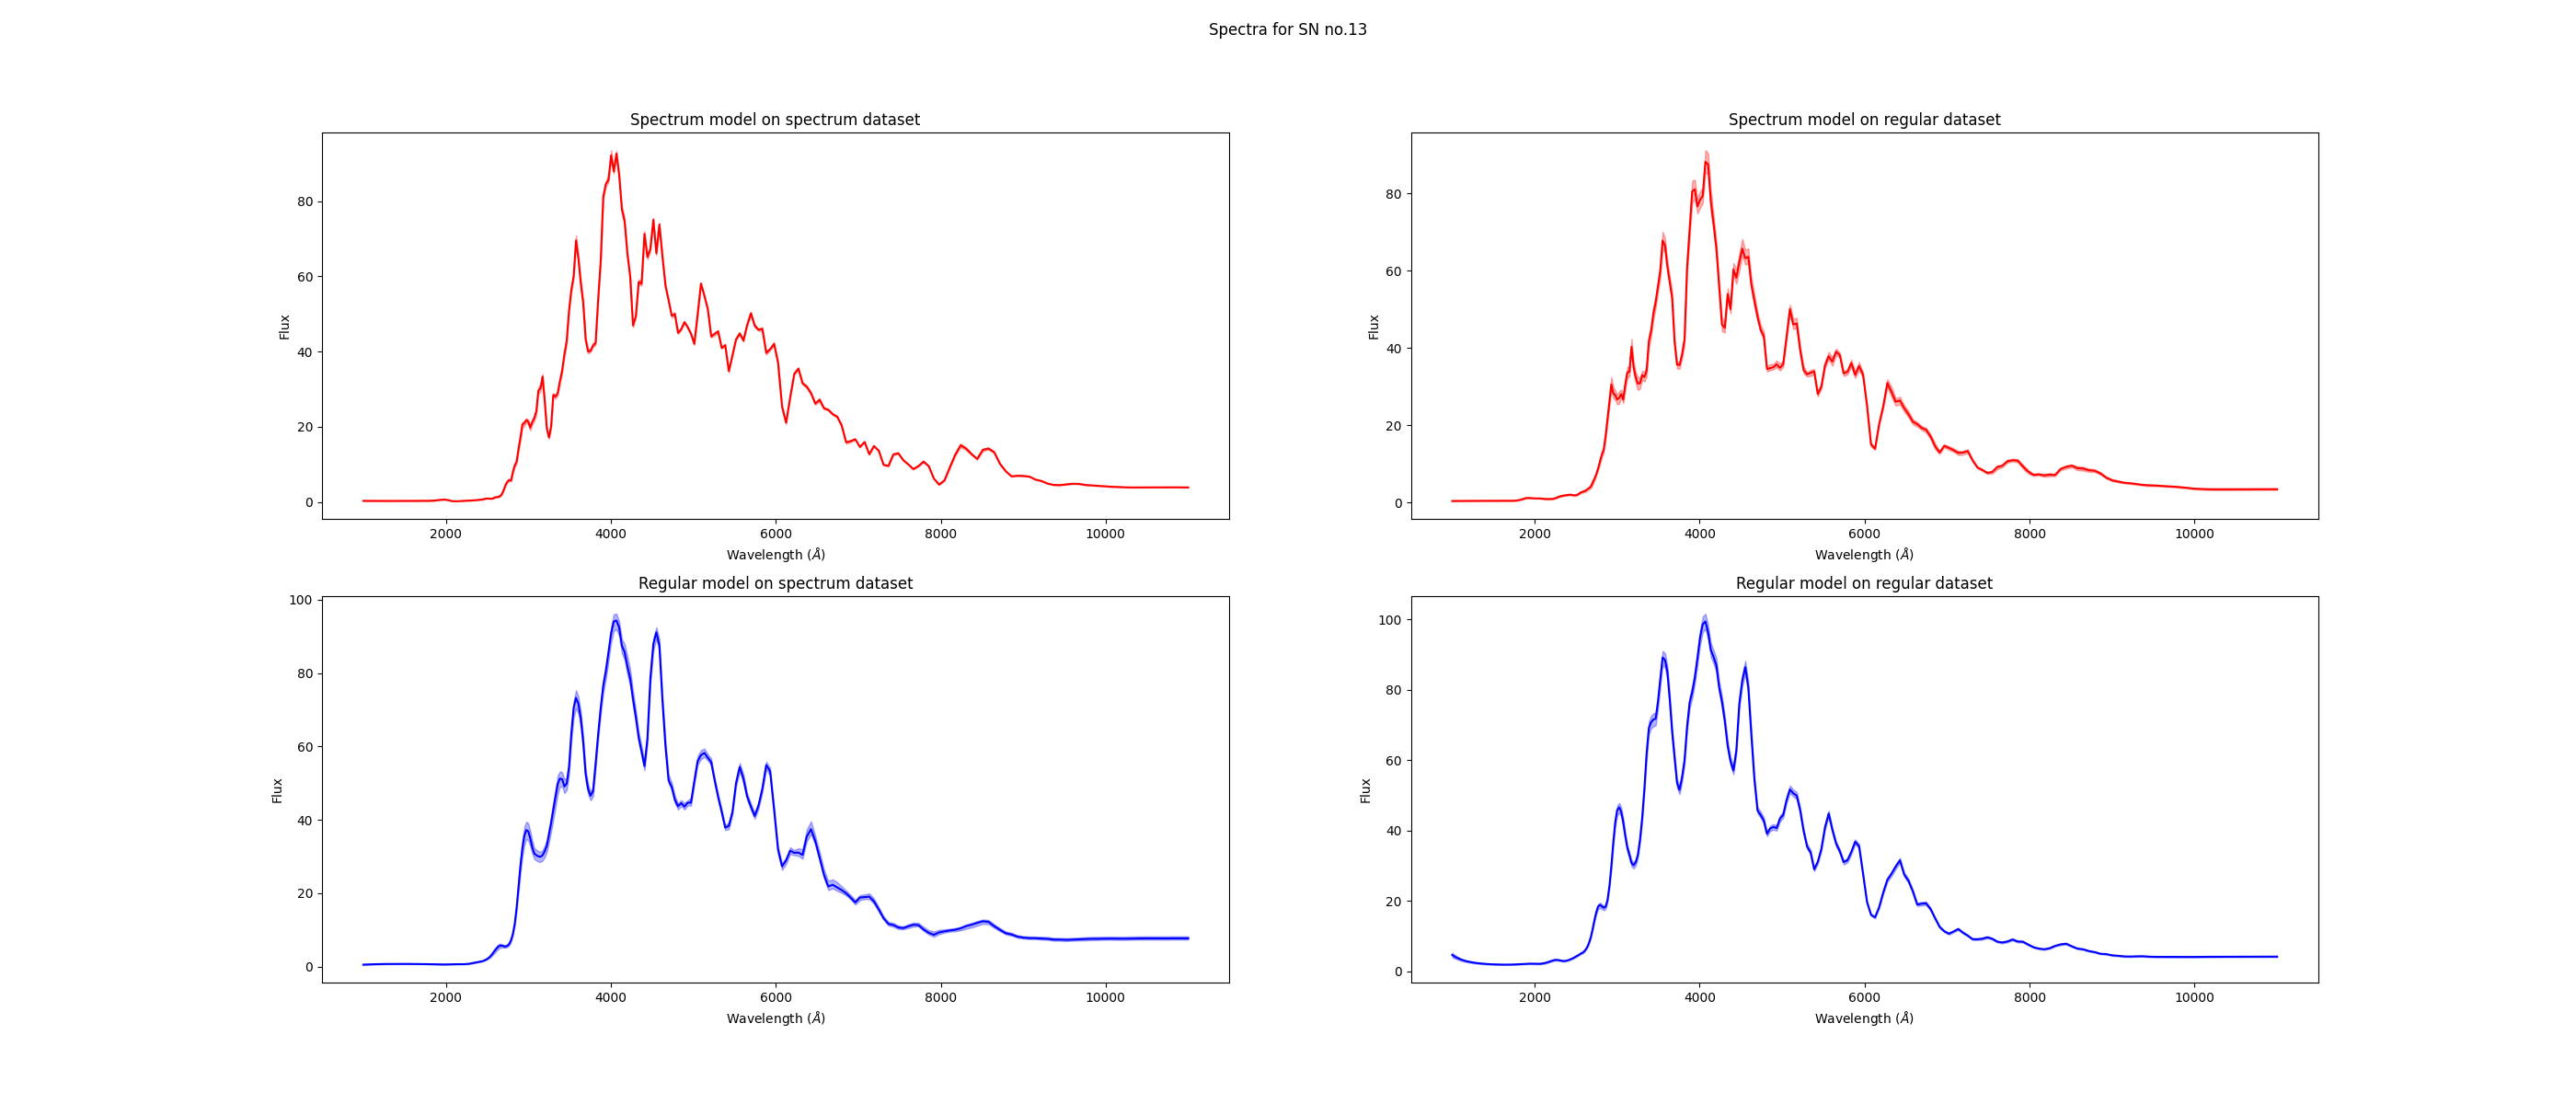 Spectra for SN no.13
Spectrum model on spectrum dataset
80
60
40
20
0
Flux
2000 4000 6000 8000 10000
Wavelength (Å)
Spectrum model on regular dataset
80
60
40
20
0
Flux
2000 4000 6000 8000 10000
Wavelength (Å)
Regular model on spectrum dataset
100
80
60
40
20
0
Flux
2000 4000 6000 8000 10000
Wavelength (Å)
Regular model on regular dataset
100
80
60
40
20
0
Flux
2000 4000 6000 8000 10000
Wavelength (Å)